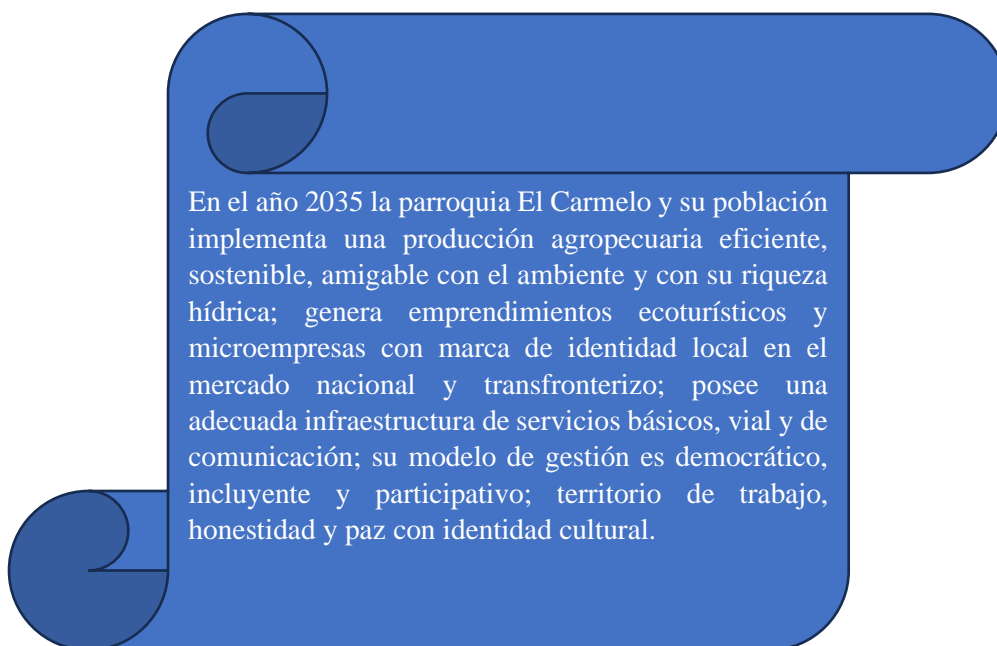 En el año 2035 la parroquia El Carmelo y su población
implementa una producción agropecuaria eficiente,
sostenible, amigable con el ambiente y con su riqueza
hídrica; genera emprendimientos ecoturísticos y
microempresas con marca de identidad local en el
mercado nacional y transfronterizo; posee una
adecuada infraestructura de servicios básicos, vial y de
comunicación; su modelo de gestión es democrático,
incluyente y participativo; territorio de trabajo,
honestidad y paz con identidad cultural.